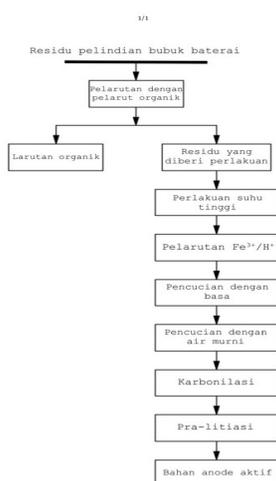 1/1
Residu pelindian bubuk baterai
Pelarutan dengan
pelarut organik
Larutan organik
Residu yang
diberi perlakuan
Perlakuan suhu
tinggi
Pelarutan Fe³⁺/H⁺
Pencucian dengan
basa
Pencucian dengan
air murni
Karbonilasi
Pra-litiasi
Bahan anode aktif